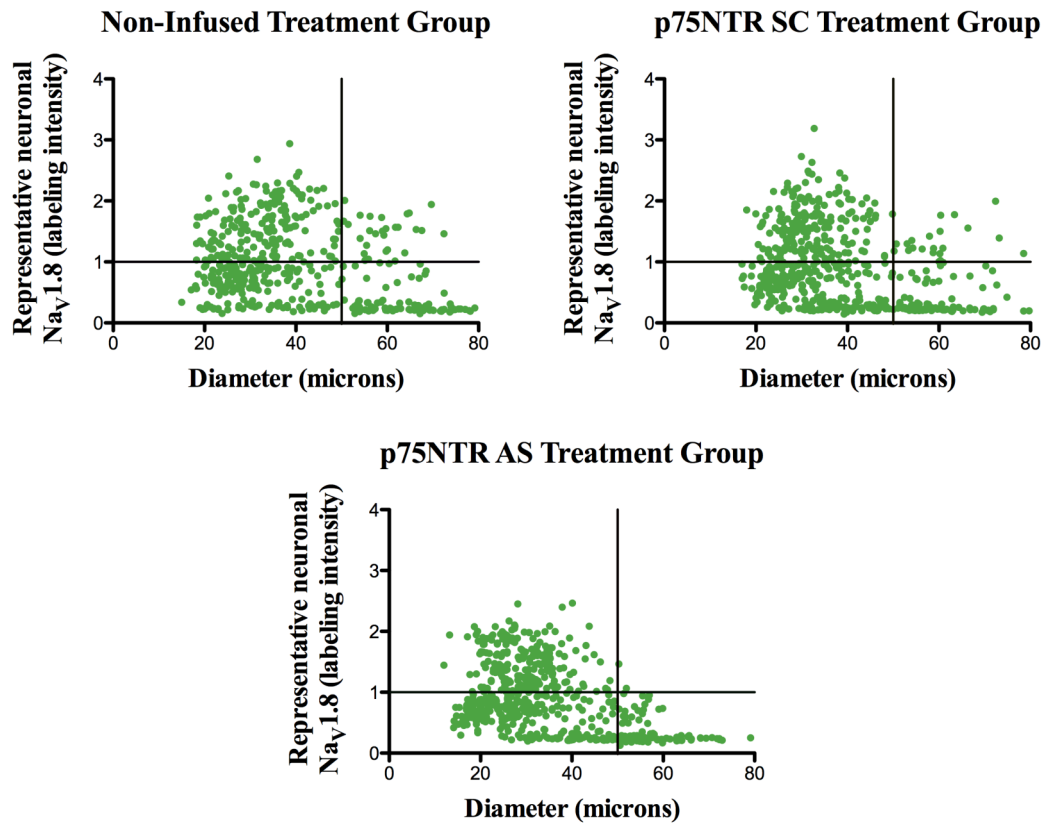 Non-Infused Treatment Group
Representative neuronal
NaV1.8 (labeling intensity)
4
3
2
1
0
0
20
40
60
80
Diameter (microns)
p75NTR SC Treatment Group
Representative neuronal
NaV1.8 (labeling intensity)
4
3
2
1
0
0
20
40
60
80
Diameter (microns)
p75NTR AS Treatment Group
Representative neuronal
NaV1.8 (labeling intensity)
4
3
2
1
0
0
20
40
60
80
Diameter (microns)